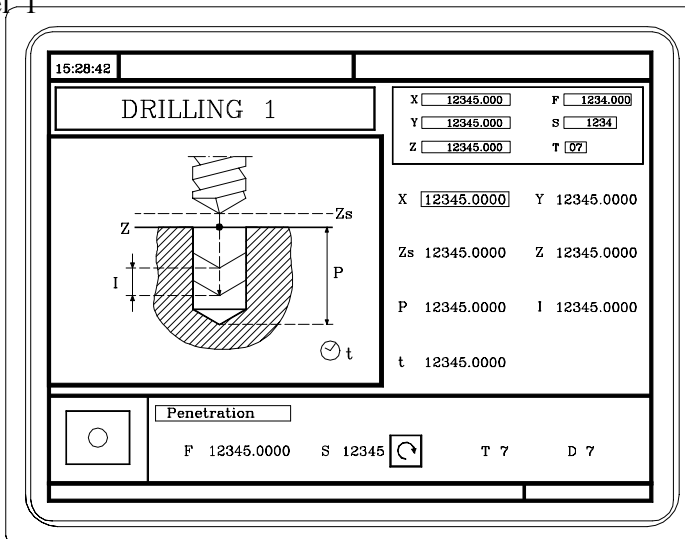 15:28:42
DRILLING 1
X 12345.000 F 1234.000
Y 12345.000 S 1234
Z 12345.000 T 07
Zs
Z
I
P
t
X 12345.0000 Y 12345.0000
Zs 12345.0000 Z 12345.0000
P 12345.0000 I 12345.0000
t 12345.0000
Penetration
F 12345.0000 S 12345 T 7 D 7